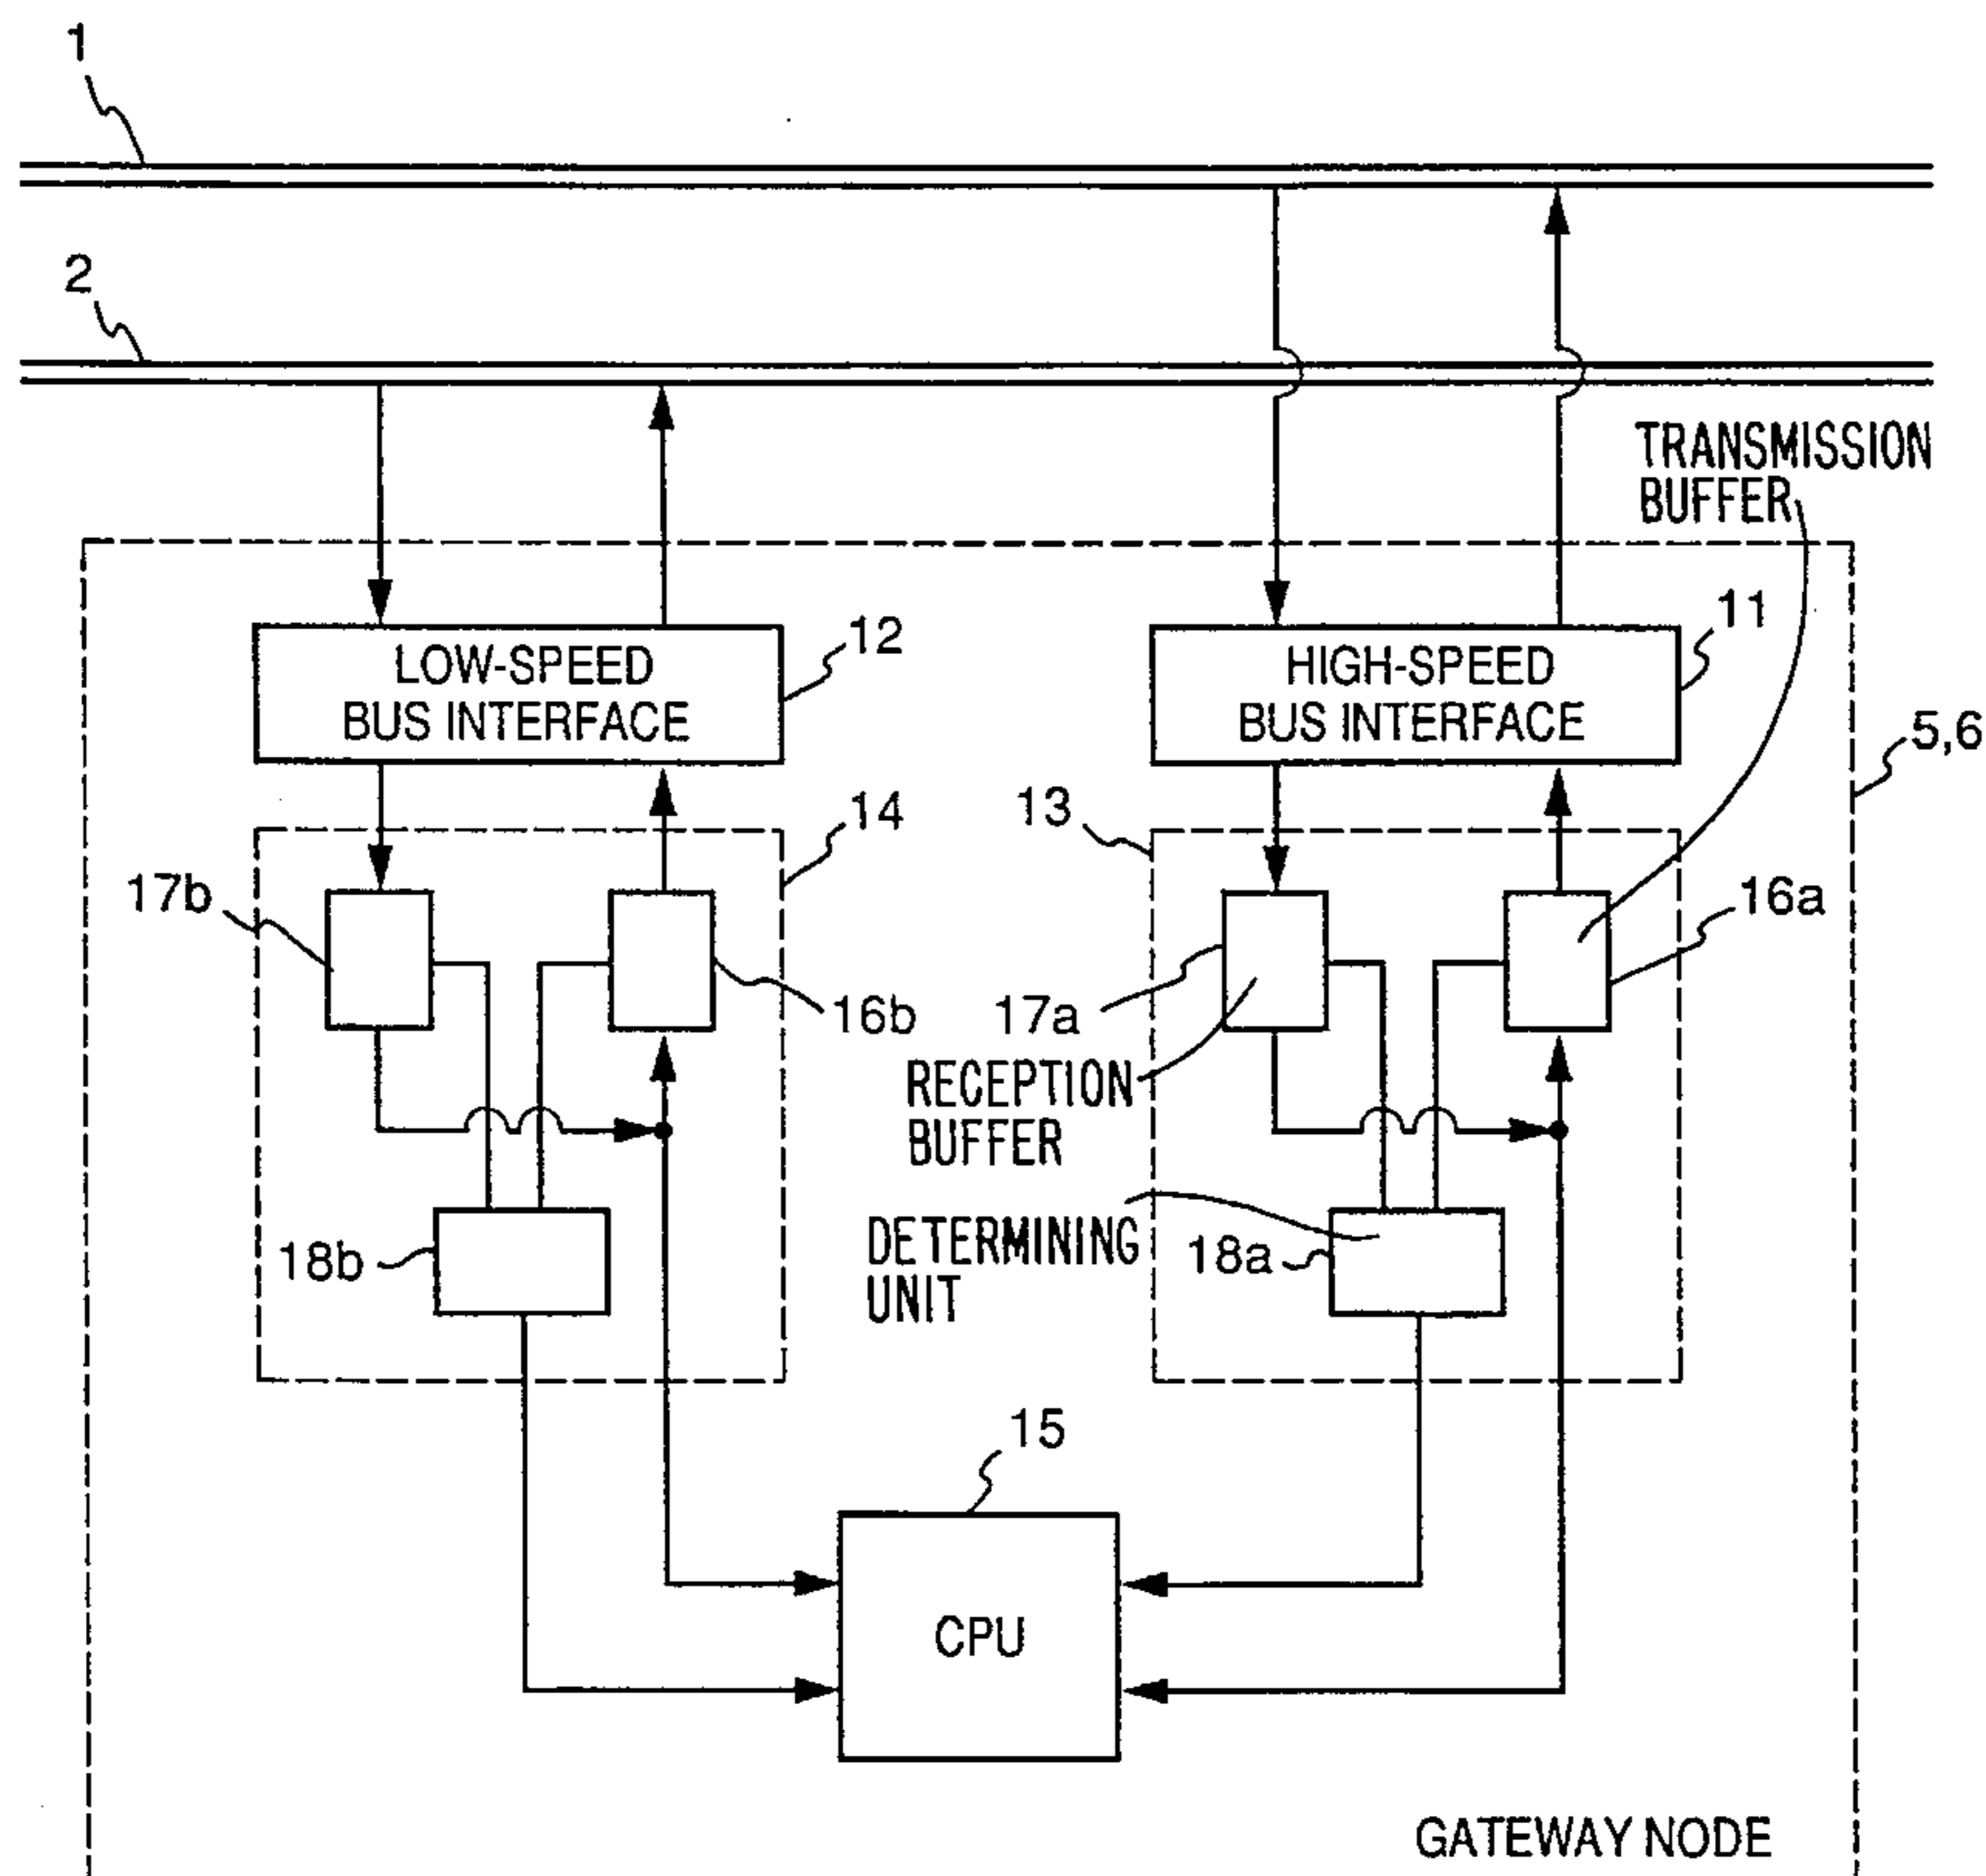 1
2
TRANSMISSION
BUFFER
LOW-SPEED
BUS INTERFACE
12
HIGH-SPEED
BUS INTERFACE
11
5,6
14
13
17b
16b
17a
16a
RECEPTION
BUFFER
18b
DETERMINING
UNIT
18a
15
CPU
GATEWAY NODE